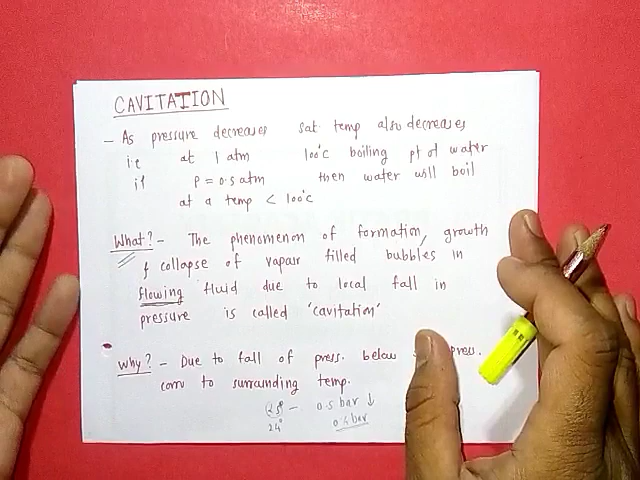 CAVITATION
- As pressure decreases sat temp also decreases
i.e at 1 atm 100°C boiling pt of water
if P = 0.5 atm then water will boil
at a temp < 100°C
What? - The phenomenon of formation, growth
& collapse of vapour filled bubbles in
flowing fluid due to local fall in
pressure is called 'cavitation'
Why? - Due to fall of press. below press.
corr to surrounding temp.
25° - 0.5 bar ↓
24° 0.4 bar